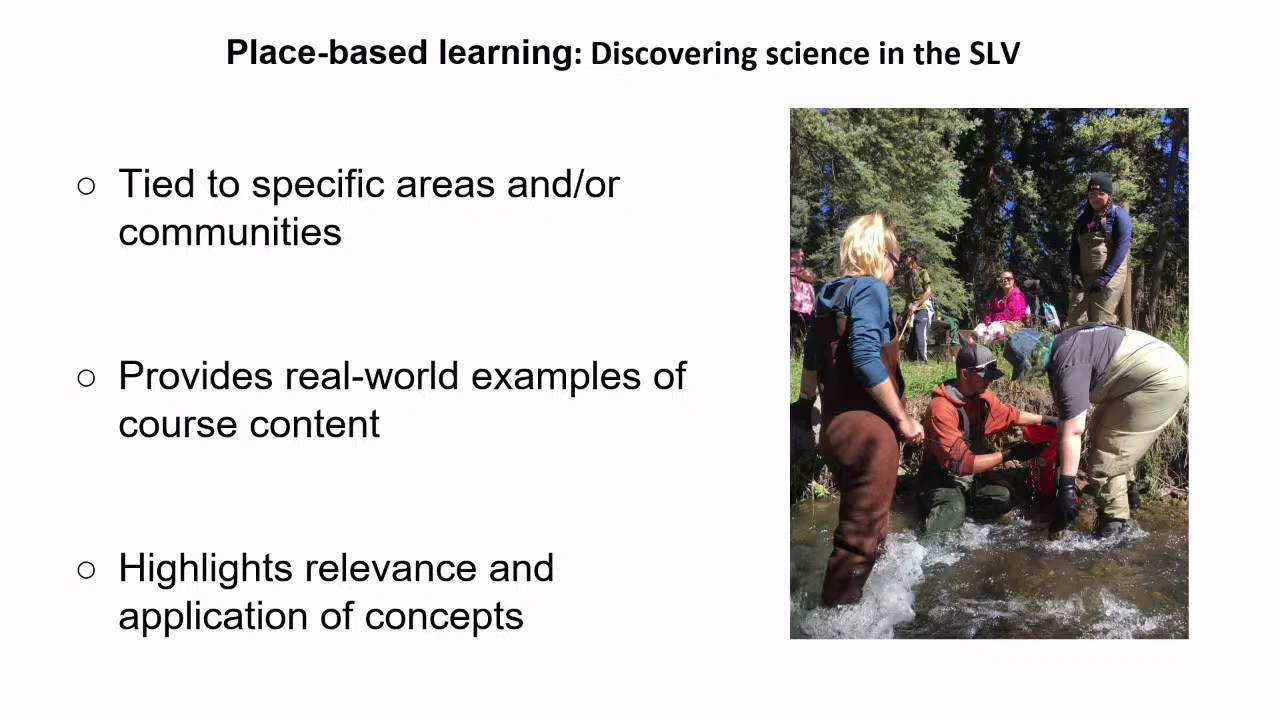 Place-based learning: Discovering science in the SLV
○ Tied to specific areas and/or
communities
○ Provides real-world examples of
course content
○ Highlights relevance and
application of concepts